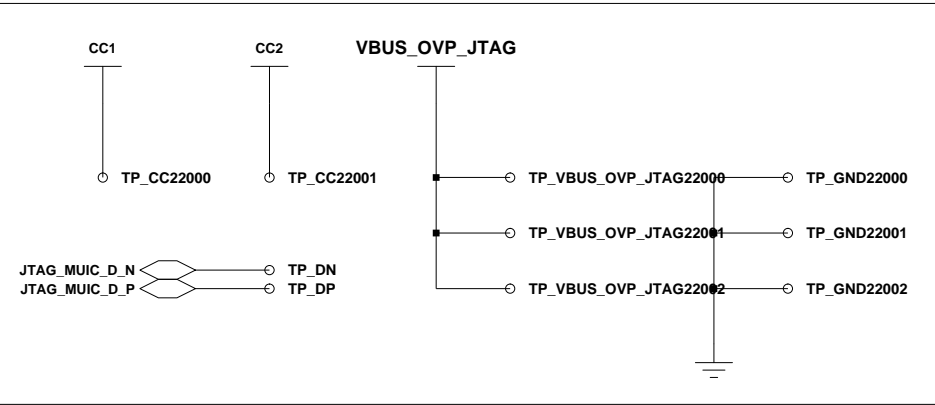 CC1 CC2 VBUS_OVP_JTAG
TP_CC22000 TP_CC22001 TP_VBUS_OVP_JTAG22000 TP_GND22000
TP_VBUS_OVP_JTAG22001 TP_GND22001
JTAG_MUIC_D_N TP_DN
JTAG_MUIC_D_P TP_DP TP_VBUS_OVP_JTAG22002 TP_GND22002